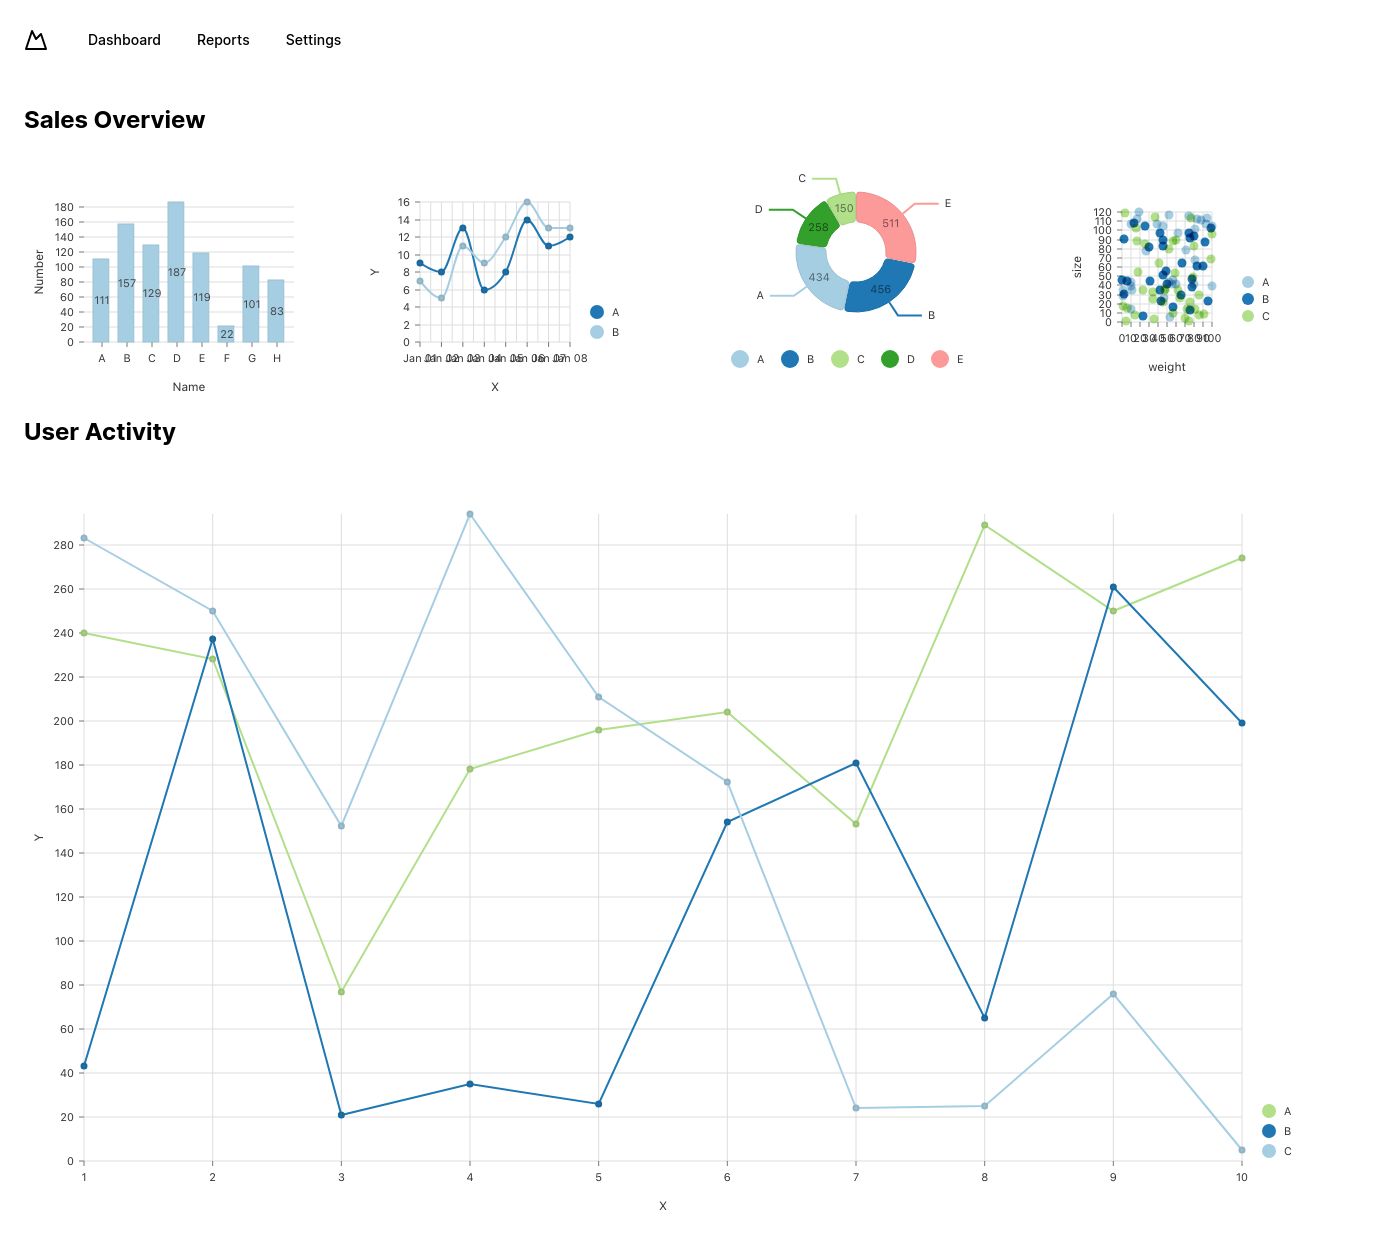 Dashboard Reports Settings
Sales Overview
Number
180
160
140
120
100
80
60
40
20
0
111 157 129 187 119 22 101 83
A B C D E F G H
Name
Y
16
14
12
10
8
6
4
2
0
Jan 01 Jan 02 Jan 03 Jan 04 Jan 05 Jan 06 Jan 07 Jan 08
X
A
B
C
D
E
A
B
150
258
511
434
456
A B C D E
size
120
110
100
90
80
70
60
50
40
30
20
10
0
0 10 20 30 40 50 60 70 80 90 100
weight
A
B
C
User Activity
Y
280
260
240
220
200
180
160
140
120
100
80
60
40
20
0
1 2 3 4 5 6 7 8 9 10
X
A
B
C